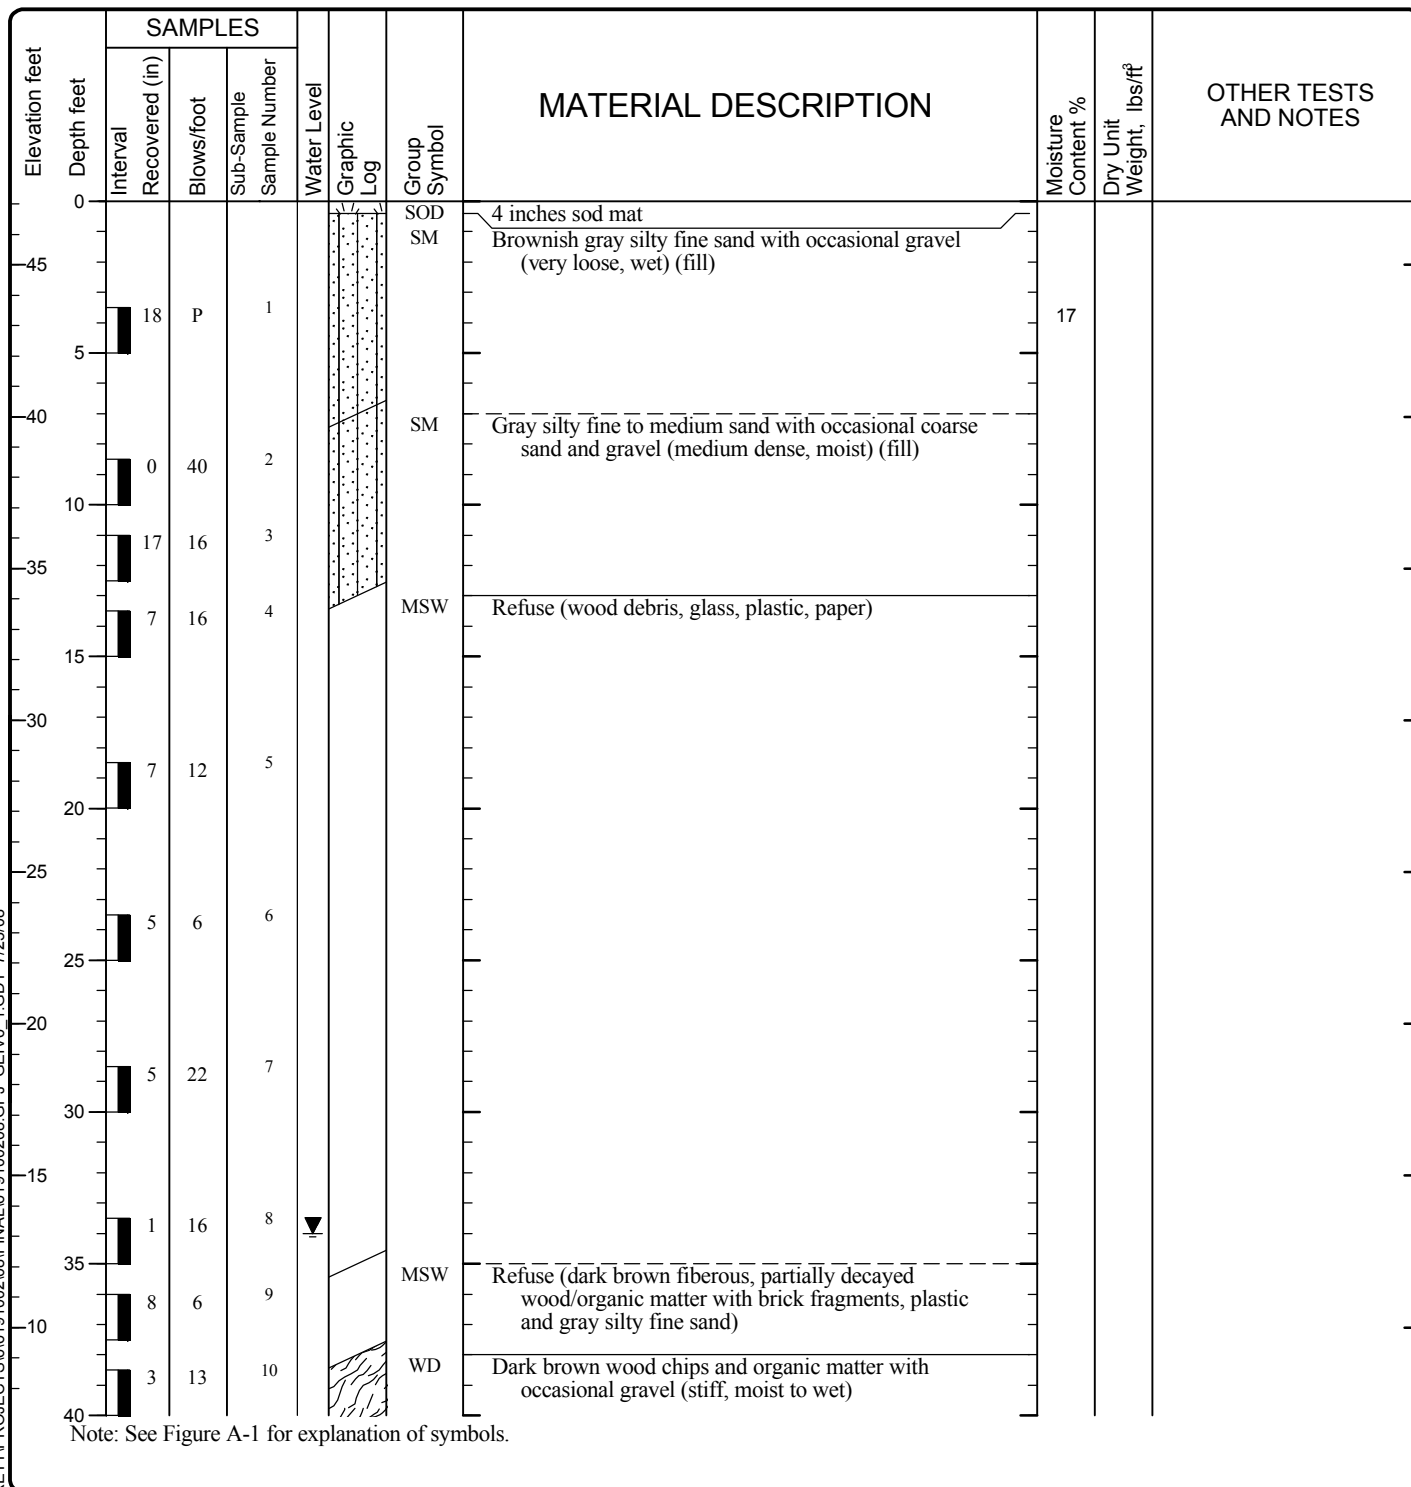 SAMPLES
Elevation feet
Depth feet
Interval
Recovered (in)
Blows/foot
Sub-Sample
Sample Number
Water Level
Graphic
Log
Group
Symbol
MATERIAL DESCRIPTION
Moisture
Content %
Dry Unit
Weight, lbs/ft³
OTHER TESTS
AND NOTES
0
SOD
4 inches sod mat
SM
Brownish gray silty fine sand with occasional gravel
(very loose, wet) (fill)
45
18 P 1
17
5
40
SM
Gray silty fine to medium sand with occasional coarse
sand and gravel (medium dense, moist) (fill)
0 40 2
10
17 16 3
35
MSW
Refuse (wood debris, glass, plastic, paper)
7 16 4
15
30
7 12 5
20
25
5 6 6
25
20
5 22 7
30
15
1 16 8
35
MSW
Refuse (dark brown fiberous, partially decayed
wood/organic matter with brick fragments, plastic
and gray silty fine sand)
8 6 9
10
WD
Dark brown wood chips and organic matter with
occasional gravel (stiff, moist to wet)
3 13 10
40
Note: See Figure A-1 for explanation of symbols.